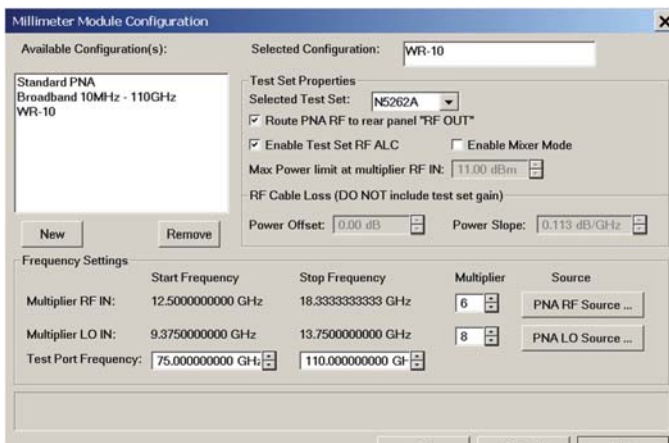 Millimeter Module Configuration
Available Configuration(s):
Selected Configuration: WR-10
Standard PNA
Broadband 10MHz - 110GHz
WR-10
Test Set Properties
Selected Test Set: N5262A
Route PNA RF to rear panel "RF OUT"
Enable Test Set RF ALC
Enable Mixer Mode
Max Power limit at multiplier RF IN: 11.00 dBm
RF Cable Loss (DO NOT include test set gain)
Power Offset: 0.00 dB
Power Slope: 0.113 dB/GHz
New
Remove
Frequency Settings
Start Frequency
Stop Frequency
Multiplier
Source
Multiplier RF IN: 12.5000000000 GHz 18.3333333333 GHz 6 PNA RF Source ...
Multiplier LO IN: 9.3750000000 GHz 13.7500000000 GHz 8 PNA LO Source ...
Test Port Frequency: 75.000000000 GHz 110.000000000 GH